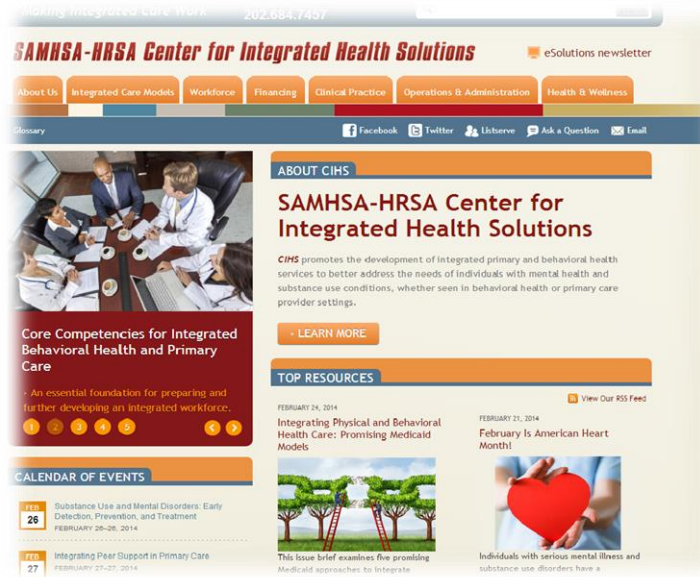 Making Integrated Care Work
202.684.7457
SAMHSA-HRSA Center for Integrated Health Solutions
eSolutions newsletter
About Us Integrated Care Models Workforce Financing Clinical Practice Operations & Administration Health & Wellness
Glossary
Facebook Twitter Listserve Ask a Question Email
Core Competencies for Integrated
Behavioral Health and Primary
Care
› An essential foundation for preparing and
further developing an integrated workforce.
1 2 3 4 5
CALENDAR OF EVENTS
FEB
26
Substance Use and Mental Disorders: Early
Detection, Prevention, and Treatment
FEBRUARY 26-28, 2014
FEB
27
Integrating Peer Support in Primary Care
FEBRUARY 27-27, 2014
ABOUT CIHS
SAMHSA-HRSA Center for
Integrated Health Solutions
CIHS promotes the development of integrated primary and behavioral health
services to better address the needs of individuals with mental health and
substance use conditions, whether seen in behavioral health or primary care
provider settings.
› LEARN MORE
TOP RESOURCES
View Our RSS Feed
FEBRUARY 24, 2014
Integrating Physical and Behavioral
Health Care: Promising Medicaid
Models
This issue brief examines five promising
Medicaid approaches to integrate
FEBRUARY 21, 2014
February Is American Heart
Month!
Individuals with serious mental illness and
substance use disorders have a